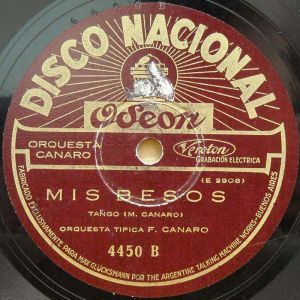 DISCO NACIONAL
Odeon
ORQUESTA
CANARO
Veroton
GRABACIÓN ELECTRICA
(E 2908)
MIS BESOS
TANGO (M. CANARO)
ORQUESTA TIPICA F. CANARO
4450 B
FABRICADO EXCLUSIVAMENTE PARA MAX GLÜCKSMANN POR THE ARGENTINE TALKING MACHINE WORKS-BUENOS AIRES